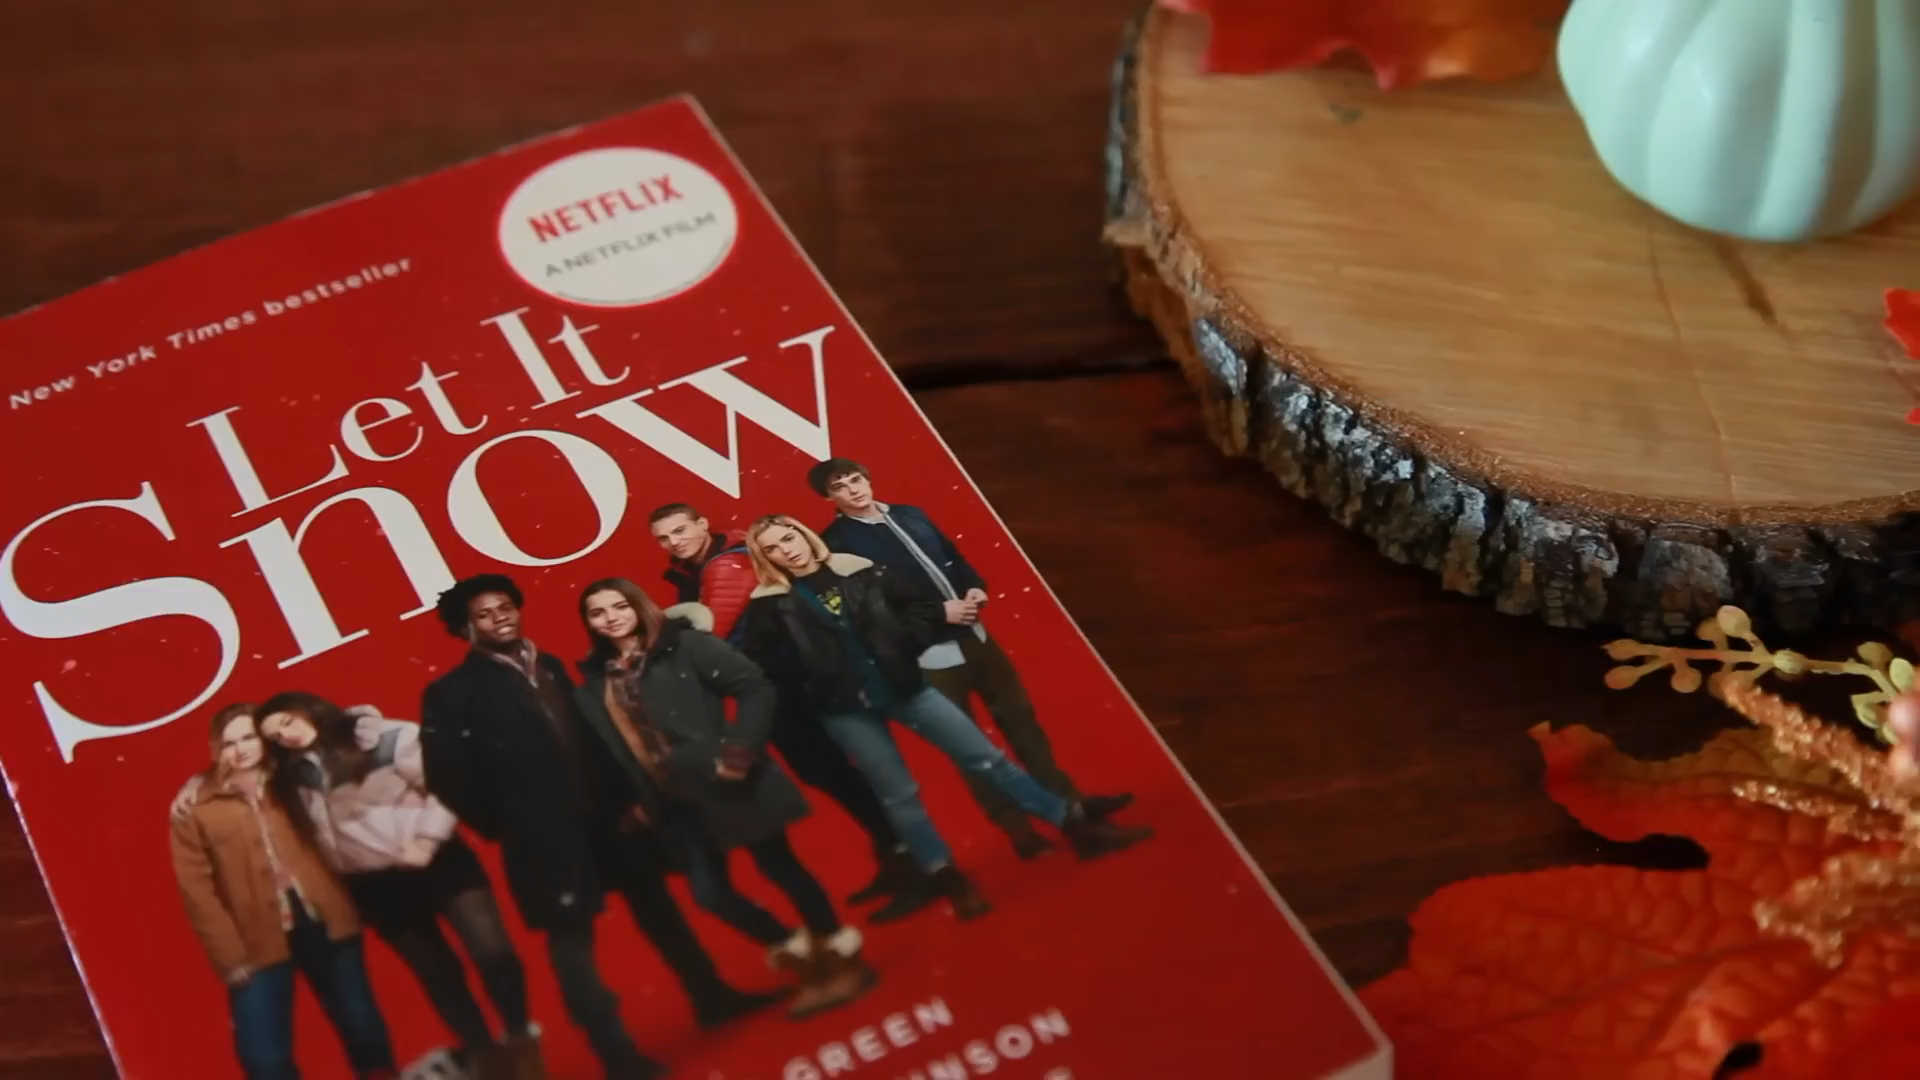 NETFLIX
A NETFLIX FILM
New York Times bestseller
Let It
Snow
GREEN